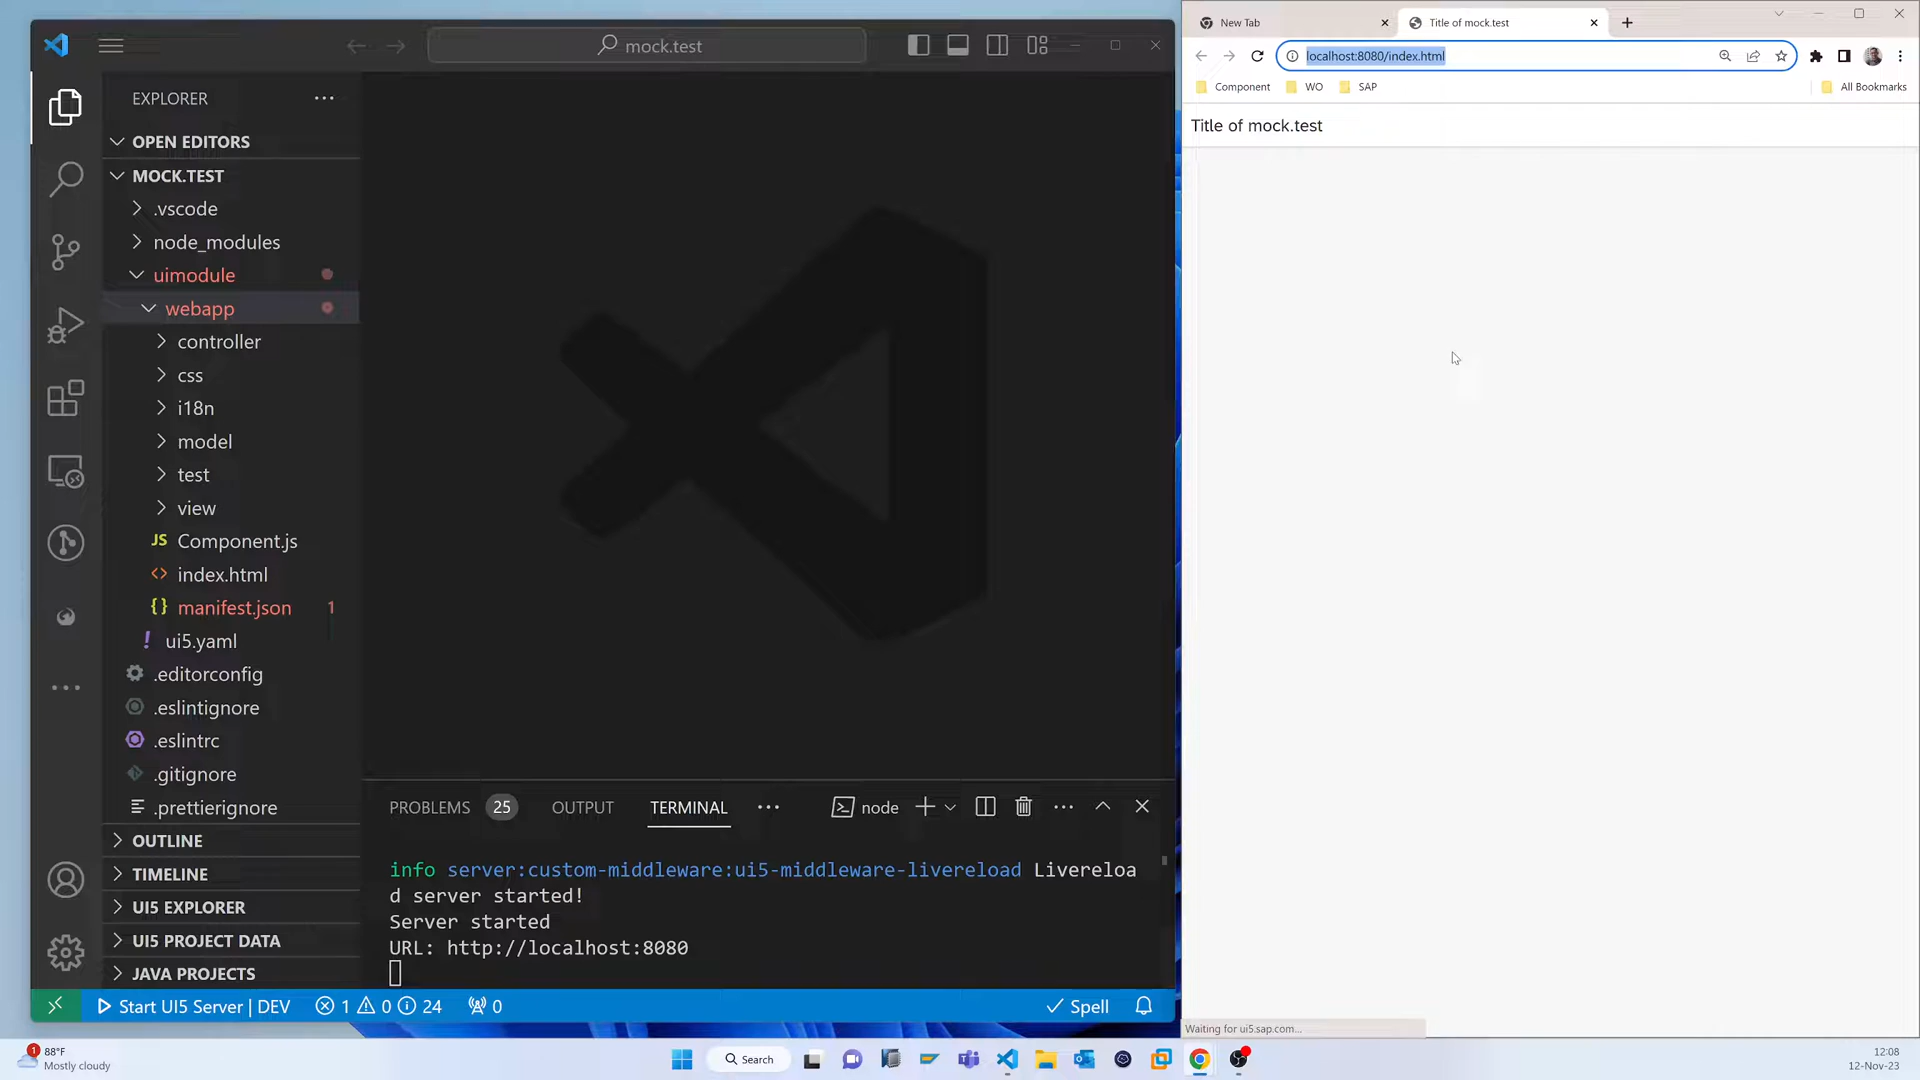 mock.test
EXPLORER
OPEN EDITORS
MOCK.TEST
.vscode
node_modules
uimodule
webapp
controller
css
i18n
model
test
view
JS Component.js
index.html
{} manifest.json 1
! ui5.yaml
.editorconfig
.eslintignore
.eslintrc
.gitignore
.prettierignore
OUTLINE
TIMELINE
UI5 EXPLORER
UI5 PROJECT DATA
JAVA PROJECTS
PROBLEMS 25 OUTPUT TERMINAL
node
info server:custom-middleware:ui5-middleware-livereload Livereloa
d server started!
Server started
URL: http://localhost:8080
Start UI5 Server | DEV 1 0 24 0
Spell
New Tab
Title of mock.test
localhost:8080/index.html
Component WO SAP
All Bookmarks
Title of mock.test
Waiting for ui5.sap.com...
1
88°F
Mostly cloudy
Search
12:08
12-Nov-23